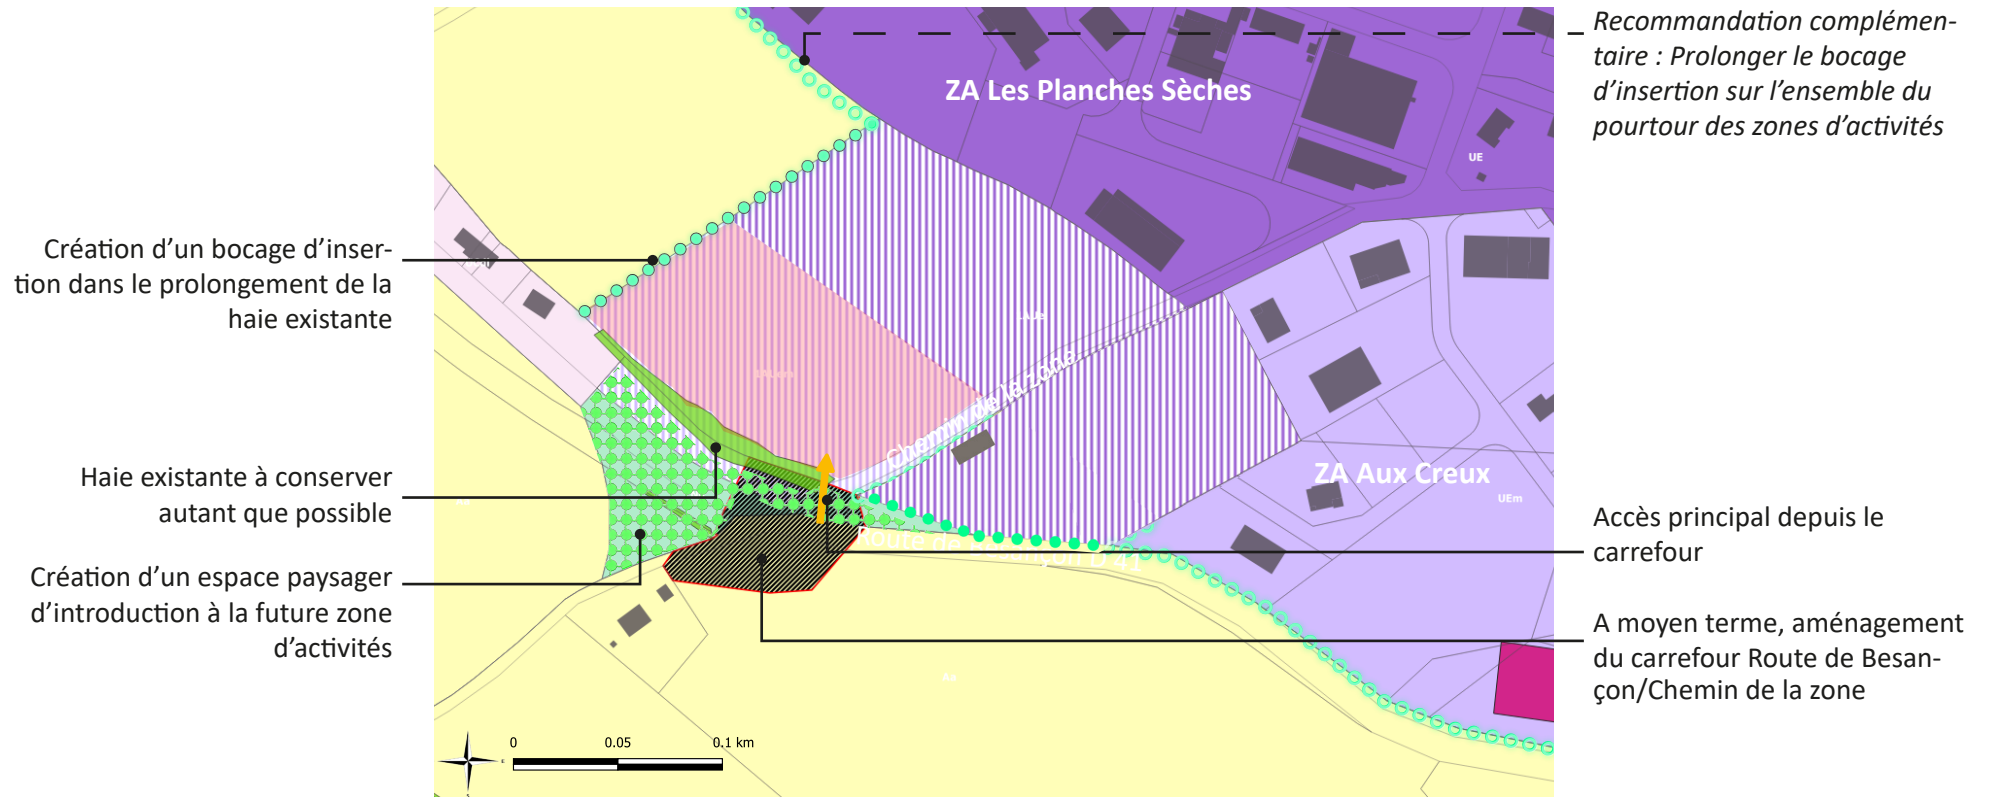 Recommandation complémen-
taire : Prolonger le bocage
d’insertion sur l’ensemble du
pourtour des zones d’activités
ZA Les Planches Sèches
UE
Création d’un bocage d’inser-
tion dans le prolongement de la
haie existante
Chemin de la zone
ZA Aux Creux
UEm
Haie existante à conserver
autant que possible
Accès principal depuis le
carrefour
Route de Besançon D 41
Création d’un espace paysager
d’introduction à la future zone
d’activités
A moyen terme, aménagement
du carrefour Route de Besan-
çon/Chemin de la zone
0 0.05 0.1 km